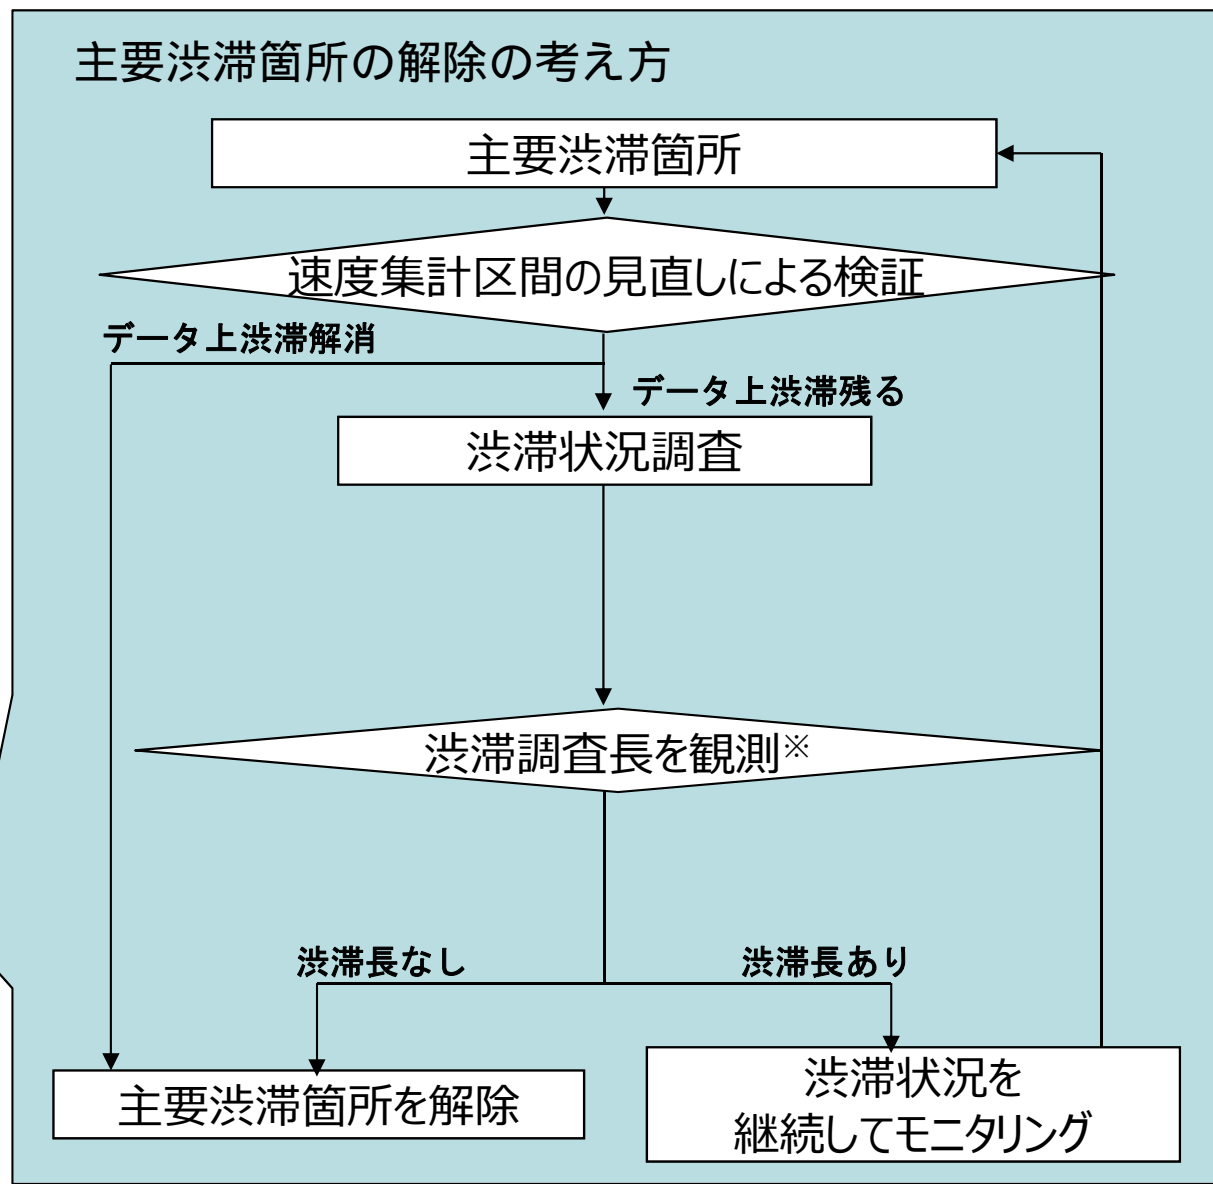 主要渋滞箇所の解除の考え方
主要渋滞箇所
速度集計区間の見直しによる検証
データ上渋滞解消
データ上渋滞残る
渋滞状況調査
渋滞調査長を観測※
渋滞長なし
渋滞長あり
主要渋滞箇所を解除
渋滞状況を
継続してモニタリング